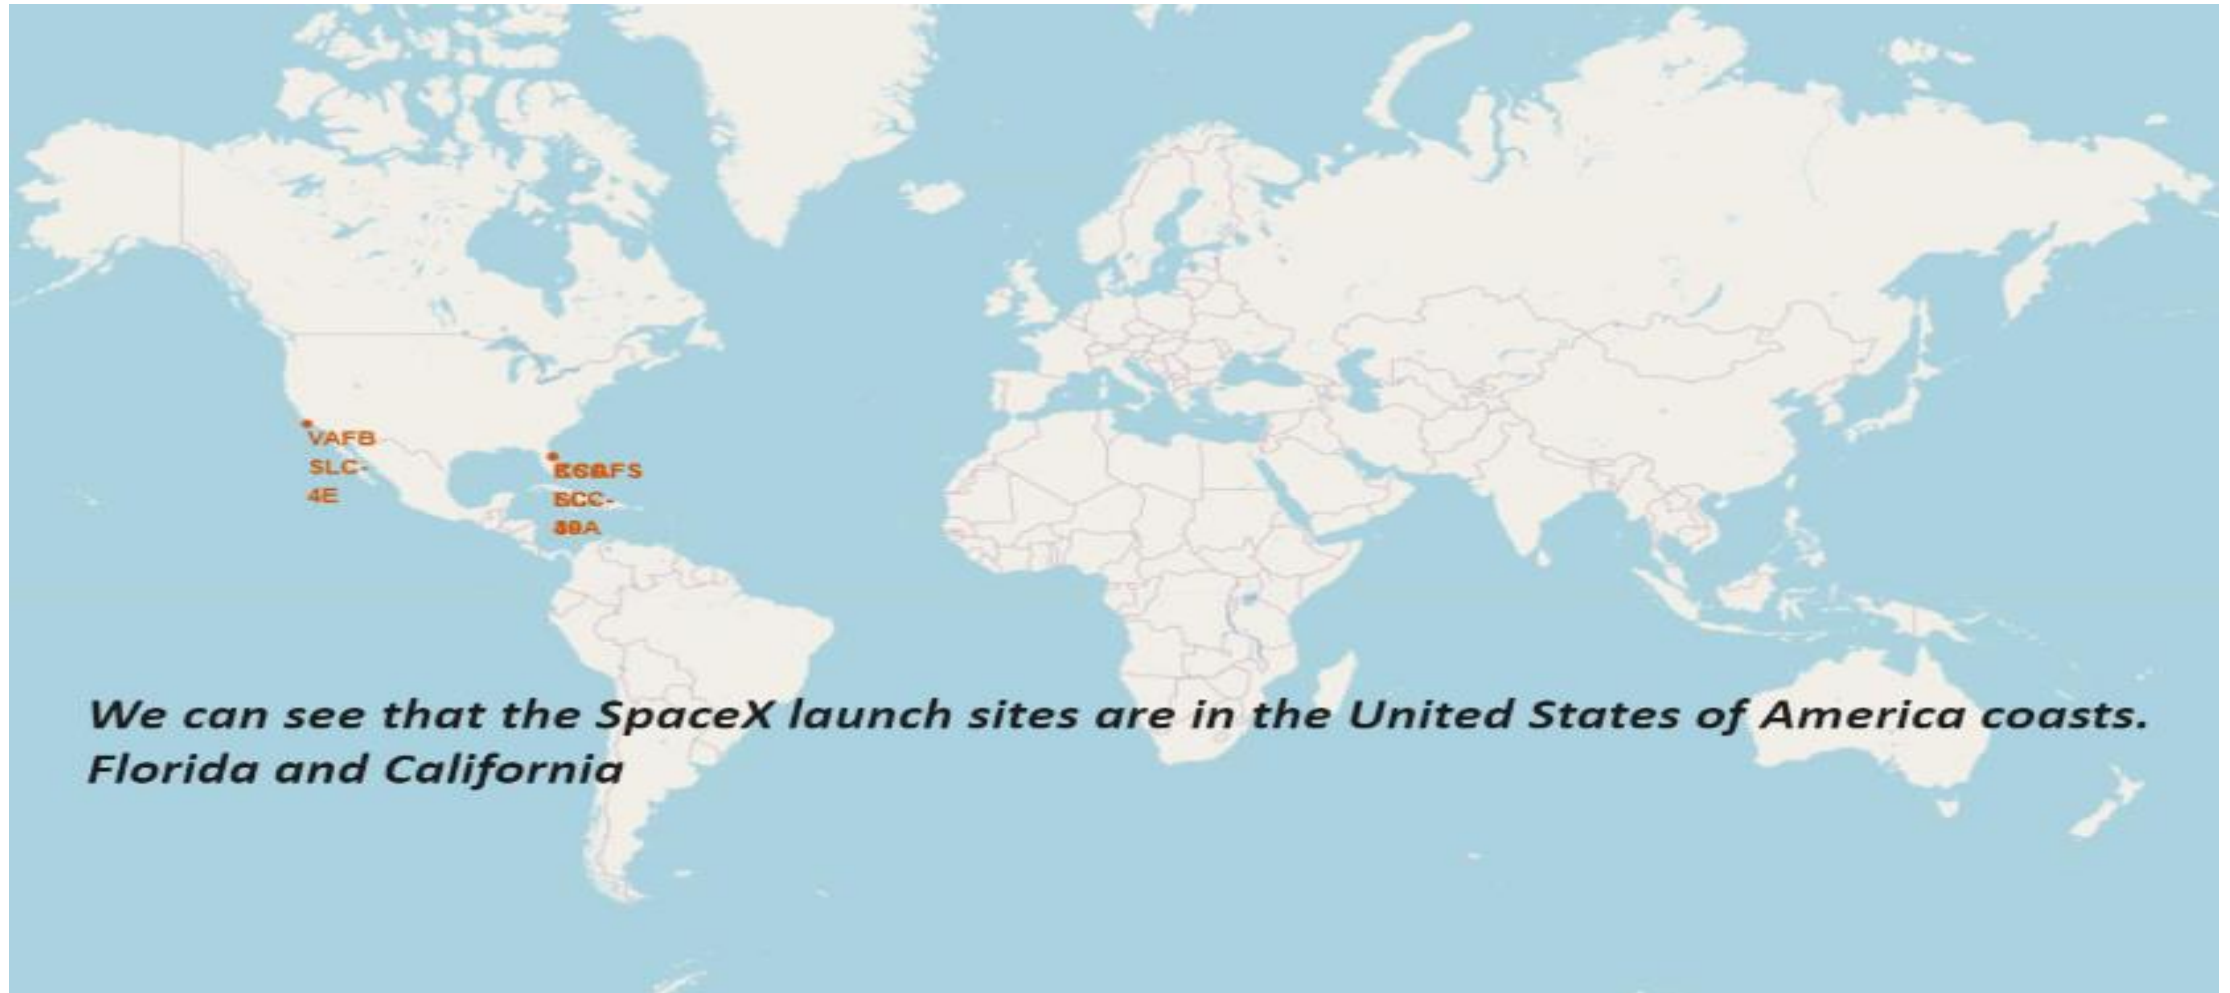 VAFB
SLC-
4E
We can see that the SpaceX launch sites are in the United States of America coasts.
Florida and California